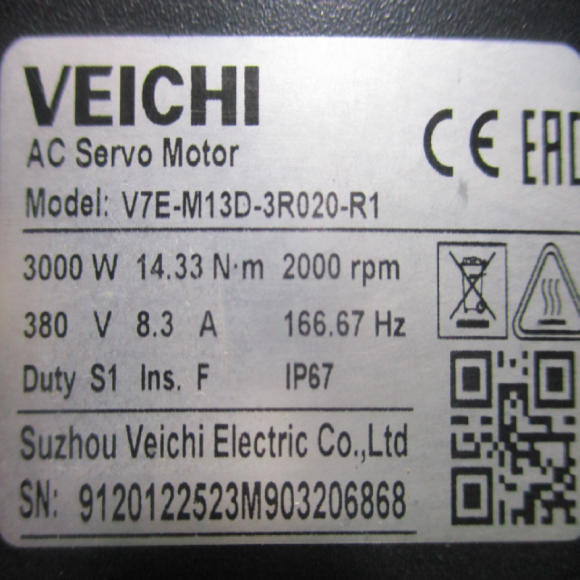 VEICHI
AC Servo Motor
CE EAC
Model: V7E-M13D-3R020-R1
3000 W 14.33 N·m 2000 rpm
380 V 8.3 A 166.67 Hz
Duty S1 Ins. F IP67
Suzhou Veichi Electric Co.,Ltd
SN: 9120122523M903206868